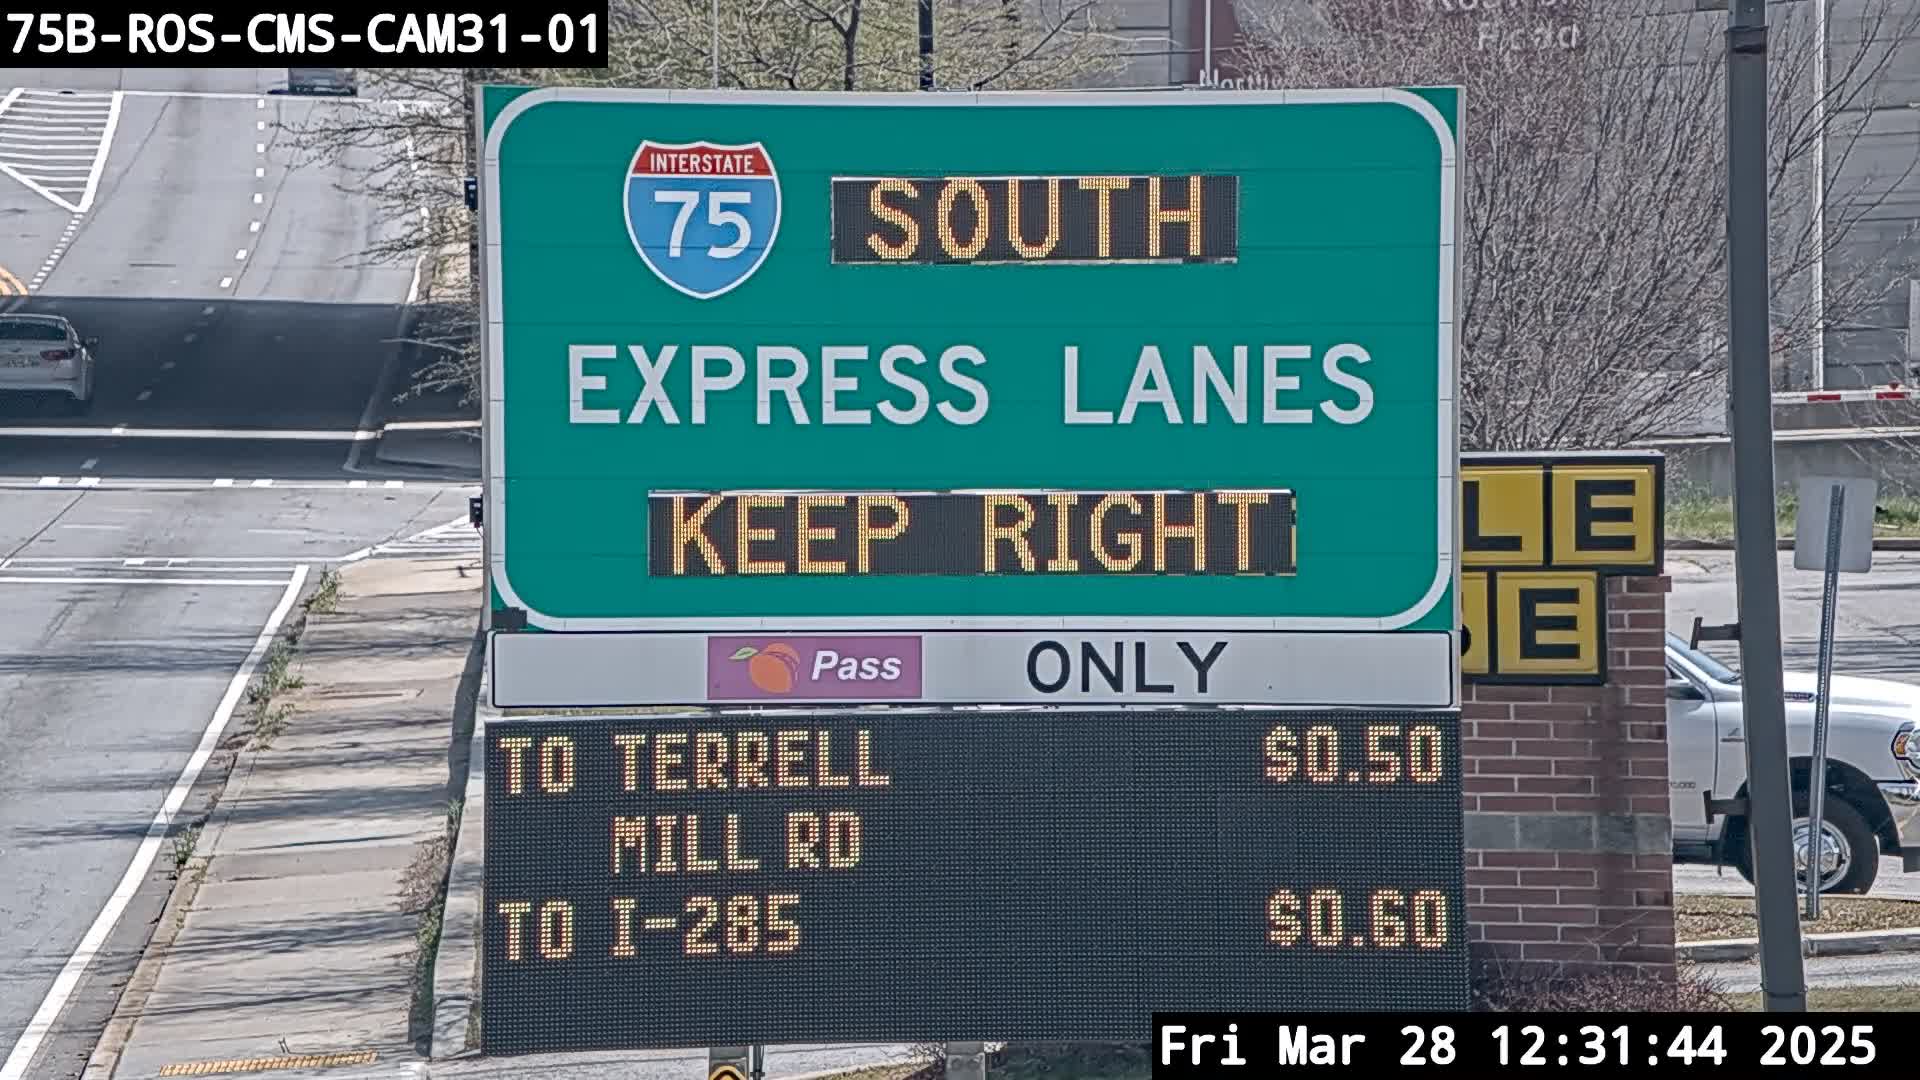 75B-ROS-CMS-CAM31-01
Road
INTERSTATE
75
SOUTH
EXPRESS LANES
KEEP RIGHT
LE
E
Pass
ONLY
TO TERRELL $0.50
MILL RD
TO I-285 $0.60
Fri Mar 28 12:31:44 2025